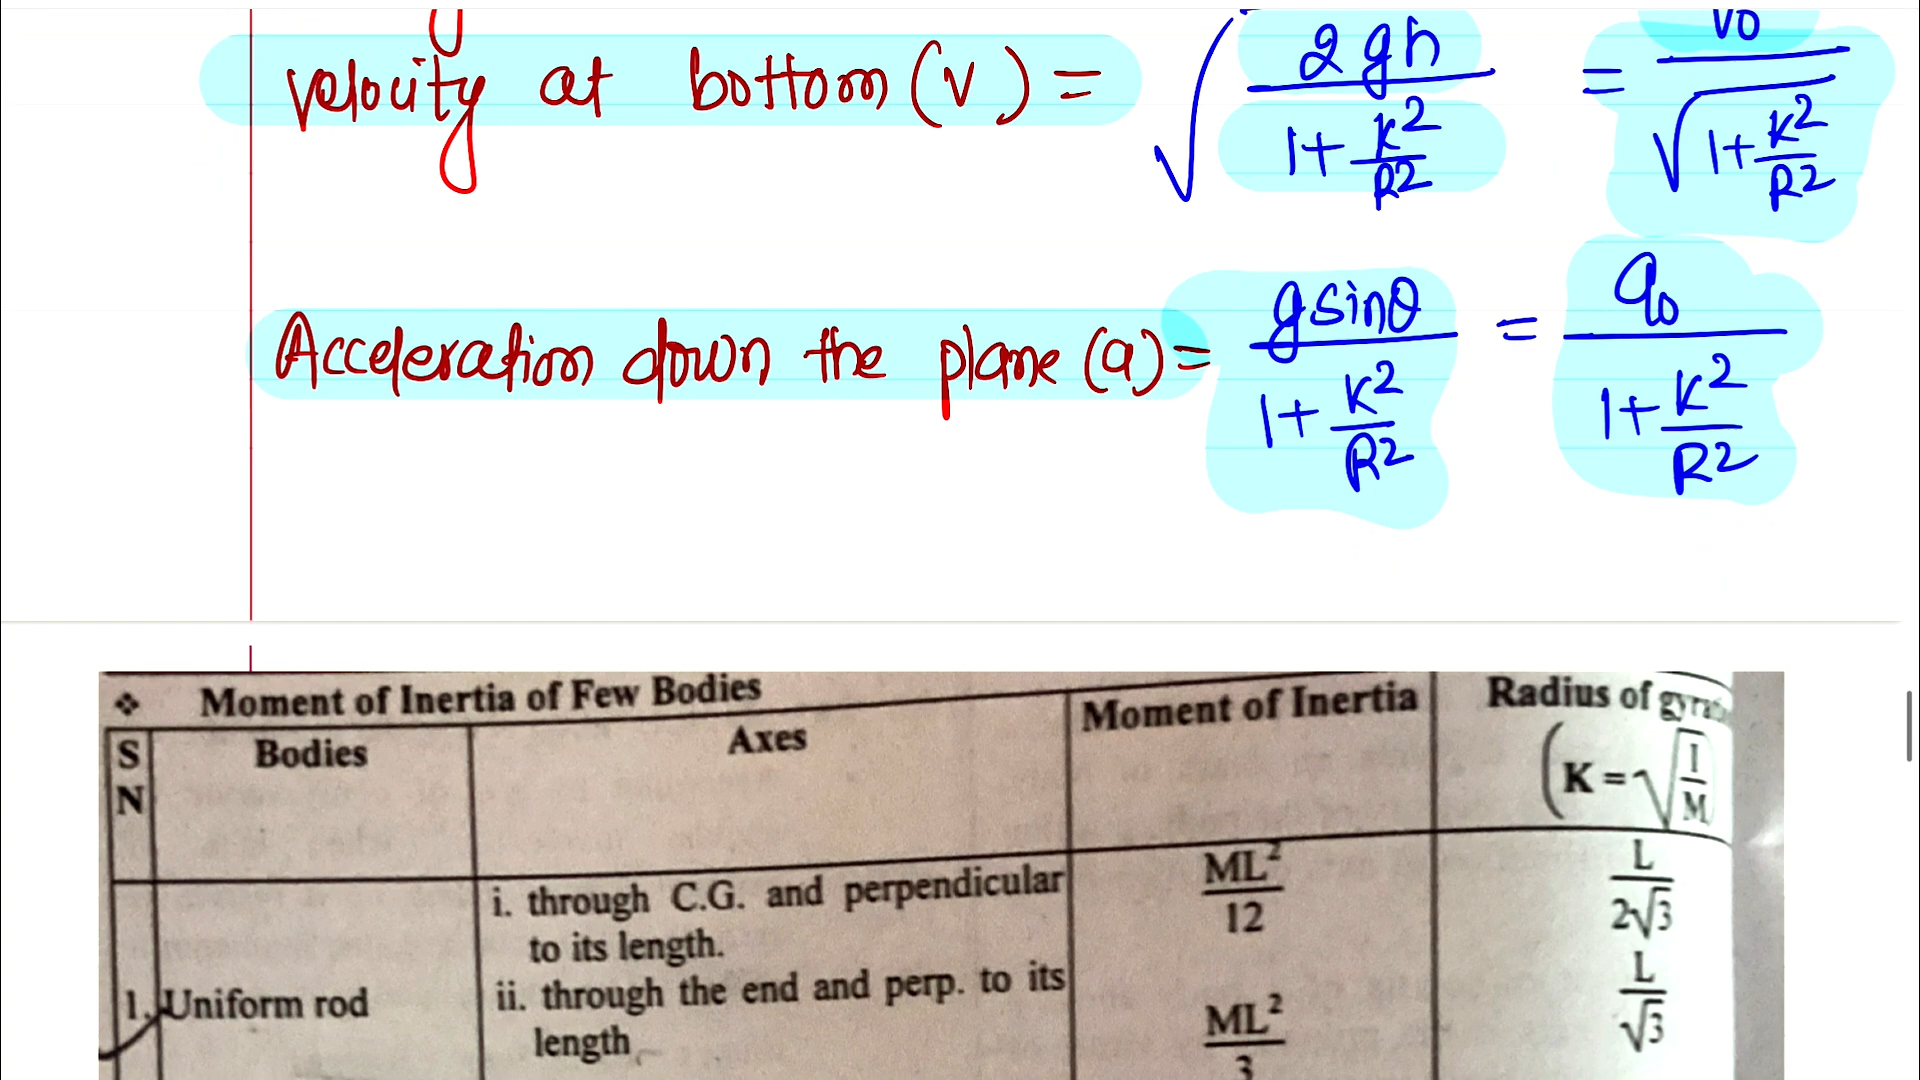 velocity at bottom (v) = √(2gh / (1 + K²/R²)) = v₀ / √(1 + K²/R²)
Acceleration down the plane (a) = gsinθ / (1 + K²/R²) = a₀ / (1 + K²/R²)
❖ Moment of Inertia of Few Bodies
S N | Bodies | Axes | Moment of Inertia | Radius of (K = √(I/M)
1. Uniform rod
i. through C.G. and perpendicular
to its length.
ML²/12
L/2√3
ii. through the end and perp. to its
length
ML²/3
L/√3